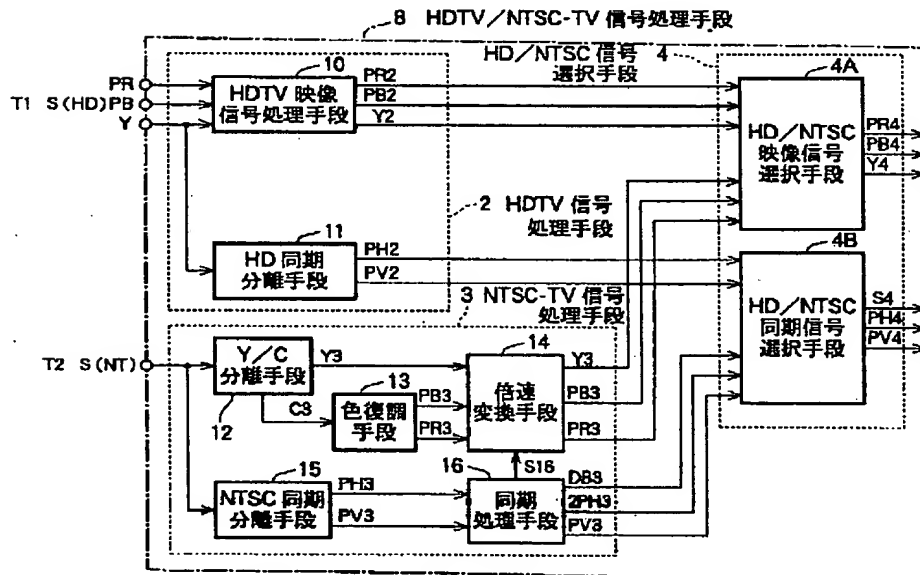 8 HDTV/NTSC-TV 信号処理手段
HD/NTSC 信号
選択手段
4
10
HDTV 映像
信号処理手段
PR
T1 S(HD)PB
Y
PR2
PB2
Y2
4A
HD/NTSC
映像信号
選択手段
PR4
PB4
Y4
2 HDTV 信号
処理手段
11
HD 同期
分離手段
PH2
PV2
4B
HD/NTSC
同期信号
選択手段
S4
PH4
PV4
3 NTSC-TV 信号
処理手段
T2 S(NT)
Y/C
分離手段
12
Y3
C3
13
色復調
手段
PB3
PR3
14
倍速
変換手段
Y3
PB3
PR3
S16
15
NTSC 同期
分離手段
PH3
PV3
16
同期
処理手段
DB3
2PH3
PV3